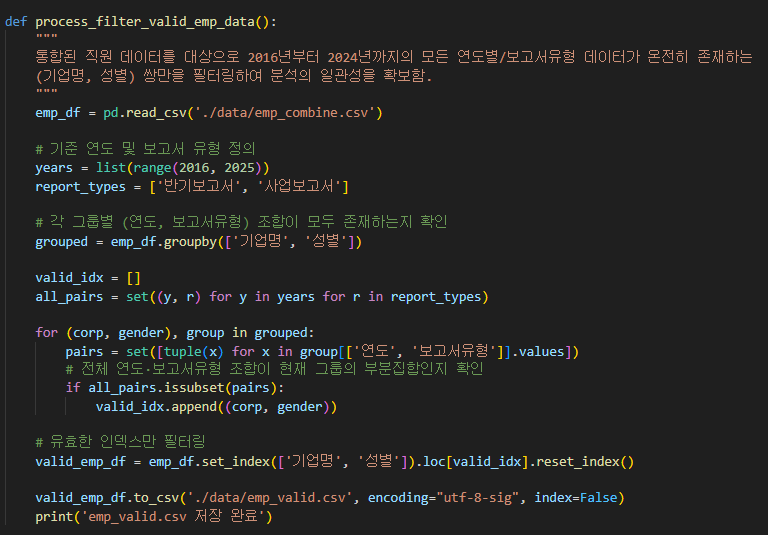 def process_filter_valid_emp_data():
    """
    통합된 직원 데이터를 대상으로 2016년부터 2024년까지의 모든 연도별/보고서유형 데이터가 온전히 존재하는
    (기업명, 성별) 쌍만을 필터링하여 분석의 일관성을 확보함.
    """
    emp_df = pd.read_csv('./data/emp_combine.csv')

    # 기준 연도 및 보고서 유형 정의
    years = list(range(2016, 2025))
    report_types = ['반기보고서', '사업보고서']

    # 각 그룹별 (연도, 보고서유형) 조합이 모두 존재하는지 확인
    grouped = emp_df.groupby(['기업명', '성별'])

    valid_idx = []
    all_pairs = set((y, r) for y in years for r in report_types)

    for (corp, gender), group in grouped:
        pairs = set([tuple(x) for x in group[['연도', '보고서유형']].values])
        # 전체 연도·보고서유형 조합이 현재 그룹의 부분집합인지 확인
        if all_pairs.issubset(pairs):
            valid_idx.append((corp, gender))

    # 유효한 인덱스만 필터링
    valid_emp_df = emp_df.set_index(['기업명', '성별']).loc[valid_idx].reset_index()

    valid_emp_df.to_csv('./data/emp_valid.csv', encoding="utf-8-sig", index=False)
    print('emp_valid.csv 저장 완료')